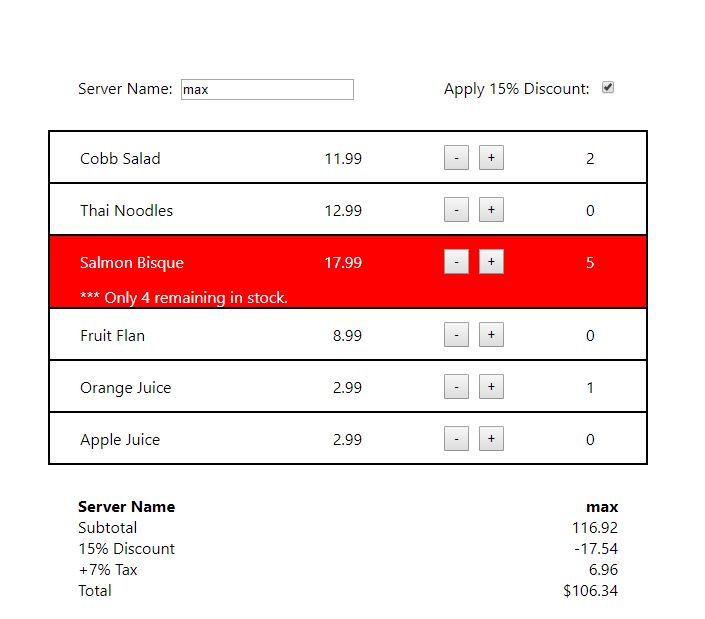 Server Name: max Apply 15% Discount:
Cobb Salad 11.99 - + 2
Thai Noodles 12.99 - + 0
Salmon Bisque 17.99 - + 5
*** Only 4 remaining in stock.
Fruit Flan 8.99 - + 0
Orange Juice 2.99 - + 1
Apple Juice 2.99 - + 0
Server Name max
Subtotal 116.92
15% Discount -17.54
+7% Tax 6.96
Total $106.34